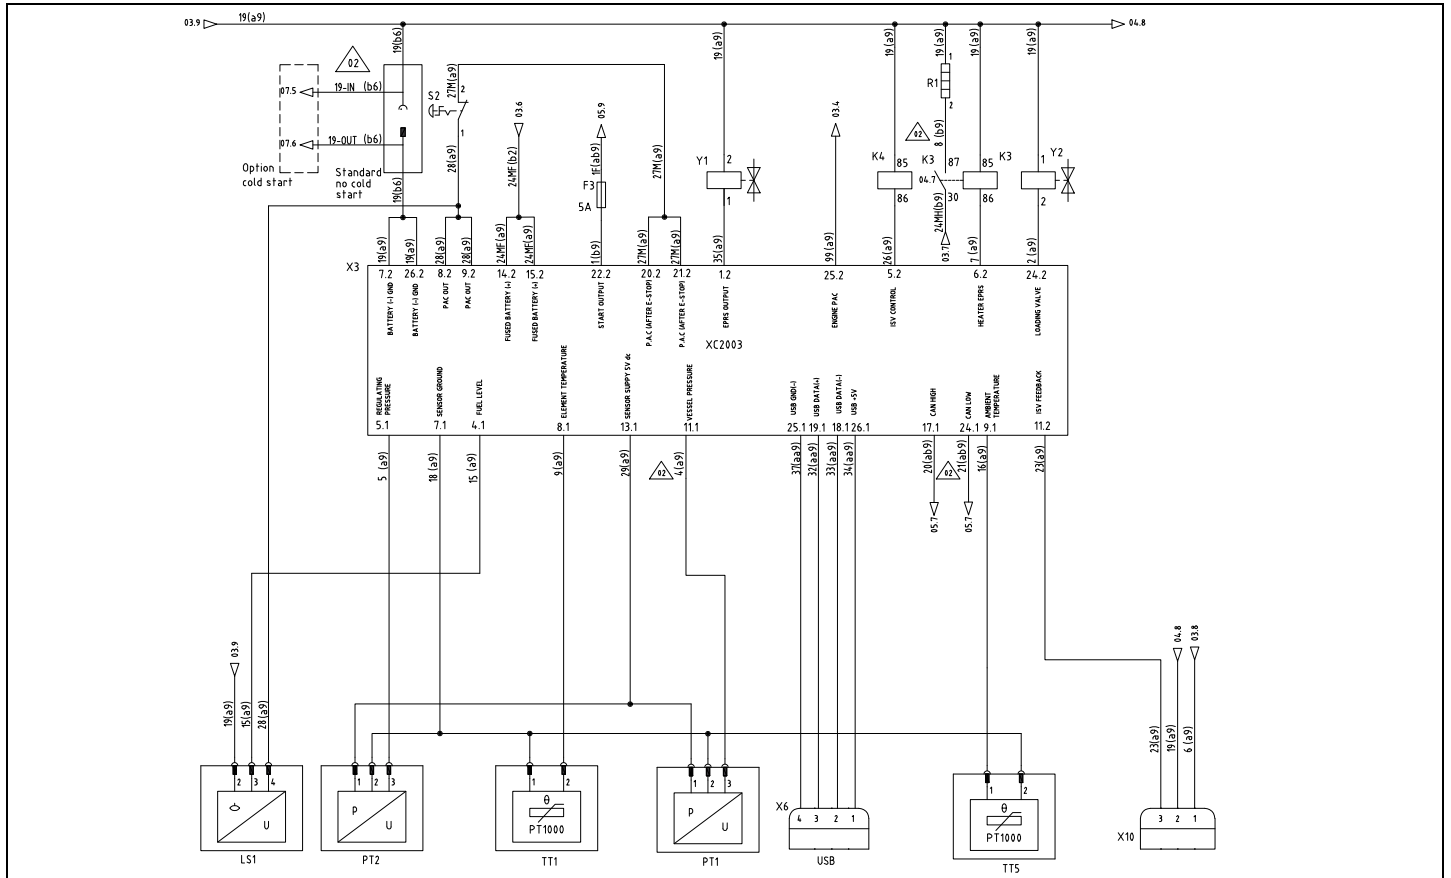 03.9
19(a9)
04.8
19(b6)
02
07.5
19-IN (b6)
07.6
19-OUT (b6)
Option
cold start
Standard
no cold
start
19(b6)
S2
27M(a9)
2
1
28(a9)
03.6
24MF(b2)
05.9
1F(ab9)
F3
5A
27M(a9)
19(a9)
Y1
2
1
03.4
19(a9)
K4
85
86
19(a9)
1
R1
2
02
8 (b9)
K3
87
04.7
30
24MH(b9)
03.7
19(a9)
85
K3
86
19(a9)
1
Y2
2
19(a9)
19(a9)
28(a9)
28(a9)
24MF(a9)
24MF(a9)
1(b9)
27M(a9)
27M(a9)
35(a9)
99 (a9)
26(a9)
7 (a9)
2 (a9)
X3
7.2
26.2
8.2
9.2
14.2
15.2
22.2
20.2
21.2
1.2
25.2
5.2
6.2
24.2
BATTERY (-) GND
BATTERY (-) GND
PAC OUT
PAC OUT
FUSED BATTERY (+)
FUSED BATTERY (+)
START OUTPUT
P.A.C (AFTER E-STOP)
P.A.C (AFTER E-STOP)
EPRS OUTPUT
ENGINE PAC
ISV CONTROL
HEATER EPRS
LOADING VALVE
XC2003
REGULATING
PRESSURE
SENSOR GROUND
FUEL LEVEL
ELEMENT TEMPERATURE
SENSOR SUPPY 5V dc
VESSEL PRESSURE
USB GND(-)
USB DATA(+)
USB DATA(-)
USB +5V
CAN HIGH
CAN LOW
AMBIENT
TEMPERATURE
ISV FEEDBACK
5.1
7.1
4.1
8.1
13.1
11.1
25.1
19.1
18.1
26.1
17.1
24.1
9.1
11.2
5 (a9)
18 (a9)
15 (a9)
9(a9)
29(a9)
02
4(a9)
37(aa9)
32(aa9)
33(aa9)
34(aa9)
20(ab9)
02
21(ab9)
16(a9)
23(a9)
05.7
05.7
03.9
19(a9)
15(a9)
28(a9)
04.8
03.8
23(a9)
19(a9)
6 (a9)
2
3
4
U
LS1
1
2
3
P
U
PT2
1
2
θ
PT1000
TT1
1
2
3
P
U
PT1
X6
4
3
2
1
USB
1
2
θ
PT1000
TT5
X10
3
2
1